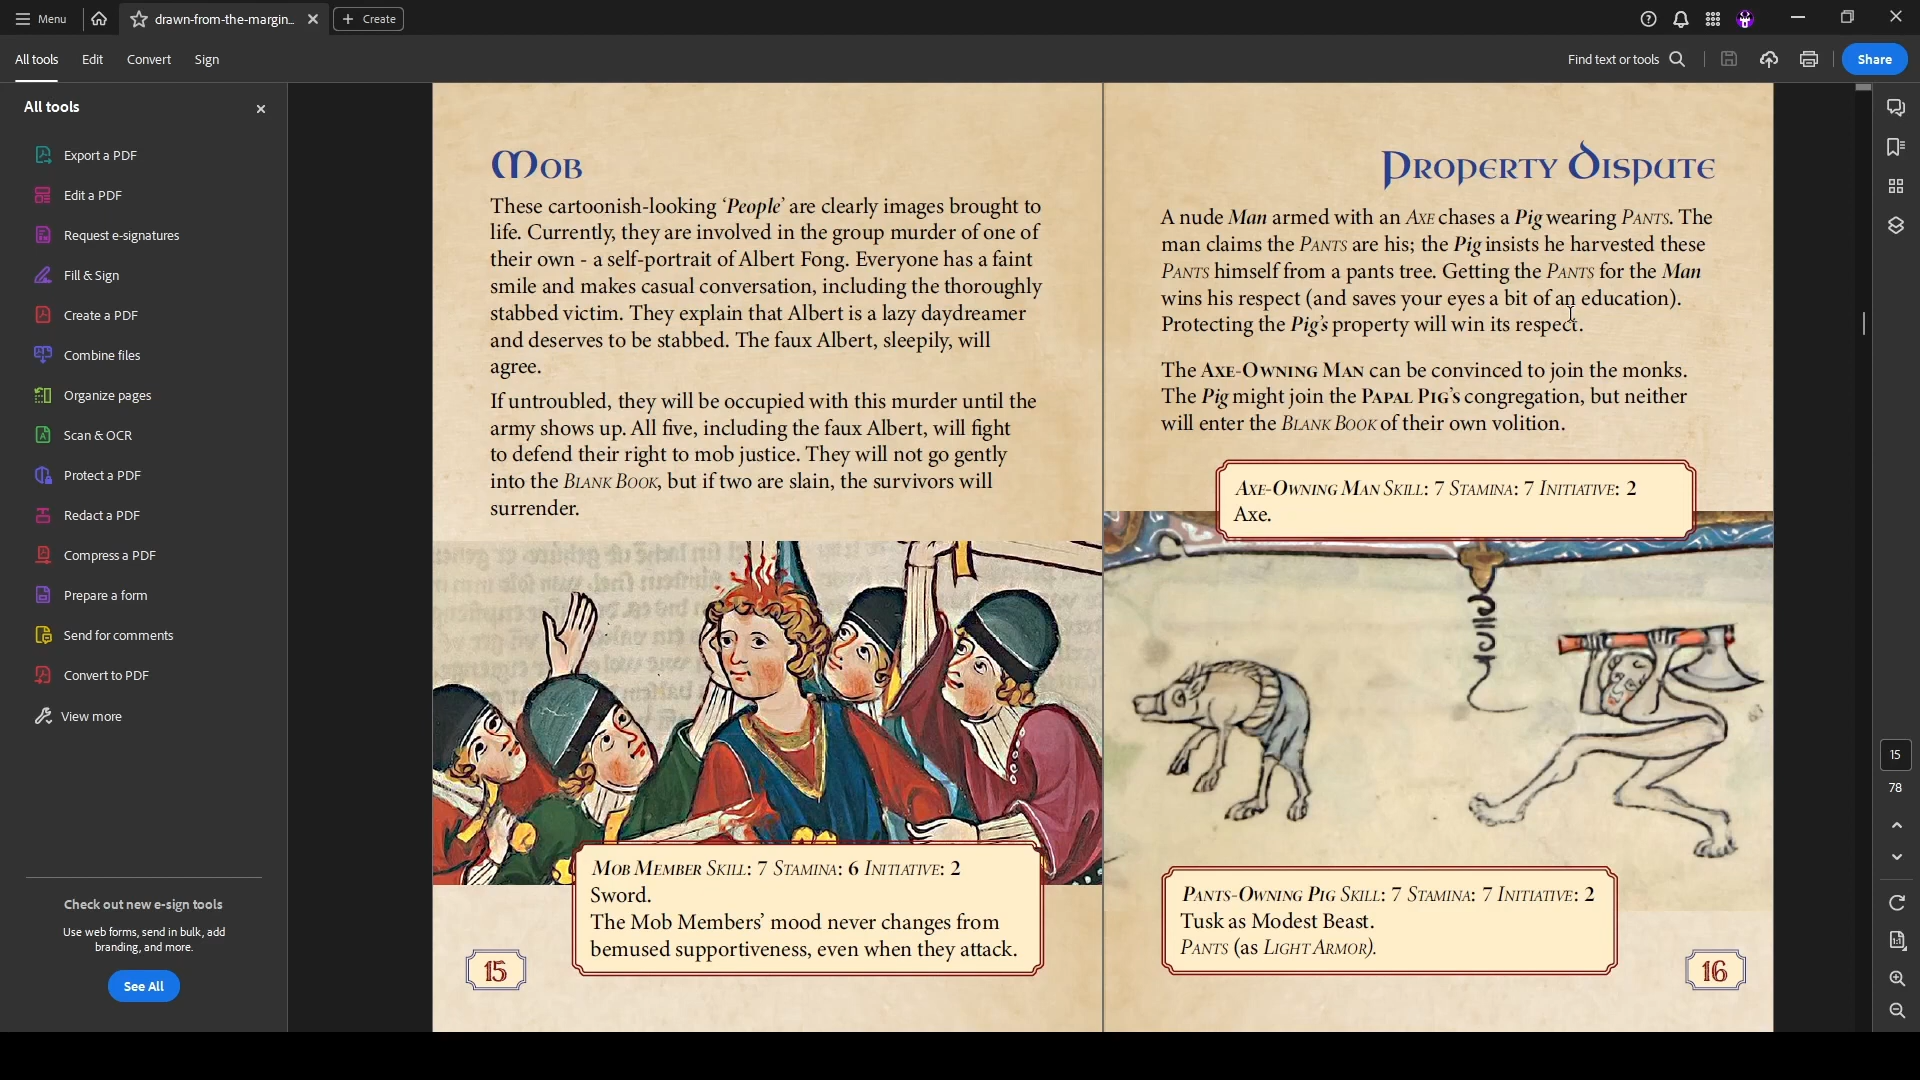 Menu
drawn-from-the-margin...
Create
All tools
Edit
Convert
Sign
Find text or tools
Share
All tools
Export a PDF
Edit a PDF
Request e-signatures
Fill & Sign
Create a PDF
Combine files
Organize pages
Scan & OCR
Protect a PDF
Redact a PDF
Compress a PDF
Prepare a form
Send for comments
Convert to PDF
View more
Check out new e-sign tools
Use web forms, send in bulk, add
branding, and more.
See All
Mob
These cartoonish-looking ‘People’ are clearly images brought to
life. Currently, they are involved in the group murder of one of
their own - a self-portrait of Albert Fong. Everyone has a faint
smile and makes casual conversation, including the thoroughly
stabbed victim. They explain that Albert is a lazy daydreamer
and deserves to be stabbed. The faux Albert, sleepily, will
agree.
If untroubled, they will be occupied with this murder until the
army shows up. All five, including the faux Albert, will fight
to defend their right to mob justice. They will not go gently
into the Blank Book, but if two are slain, the survivors will
surrender.
Mob Member Skill: 7 Stamina: 6 Initiative: 2
Sword.
The Mob Members’ mood never changes from
bemused supportiveness, even when they attack.
15
Property Dispute
A nude Man armed with an Axe chases a Pig wearing Pants. The
man claims the Pants are his; the Pig insists he harvested these
Pants himself from a pants tree. Getting the Pants for the Man
wins his respect (and saves your eyes a bit of an education).
Protecting the Pig’s property will win its respect.
The Axe-Owning Man can be convinced to join the monks.
The Pig might join the Papal Pig’s congregation, but neither
will enter the Blank Book of their own volition.
Axe-Owning Man Skill: 7 Stamina: 7 Initiative: 2
Axe.
Pants-Owning Pig Skill: 7 Stamina: 7 Initiative: 2
Tusk as Modest Beast.
Pants (as Light Armor).
16
15
78
1:1